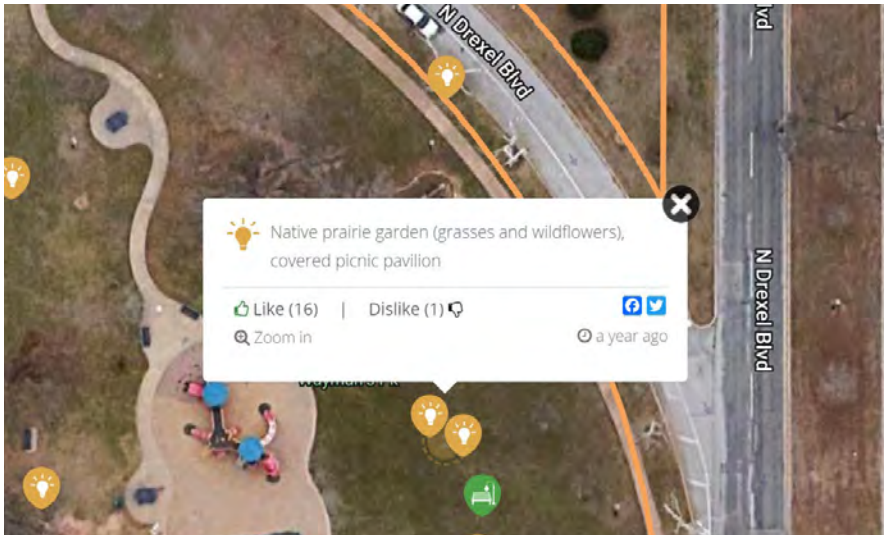 N Drexel Blvd
lvd
Native prairie garden (grasses and wildflowers),
covered picnic pavilion
Like (16) | Dislike (1)
Zoom in
a year ago
N Drexel Blvd